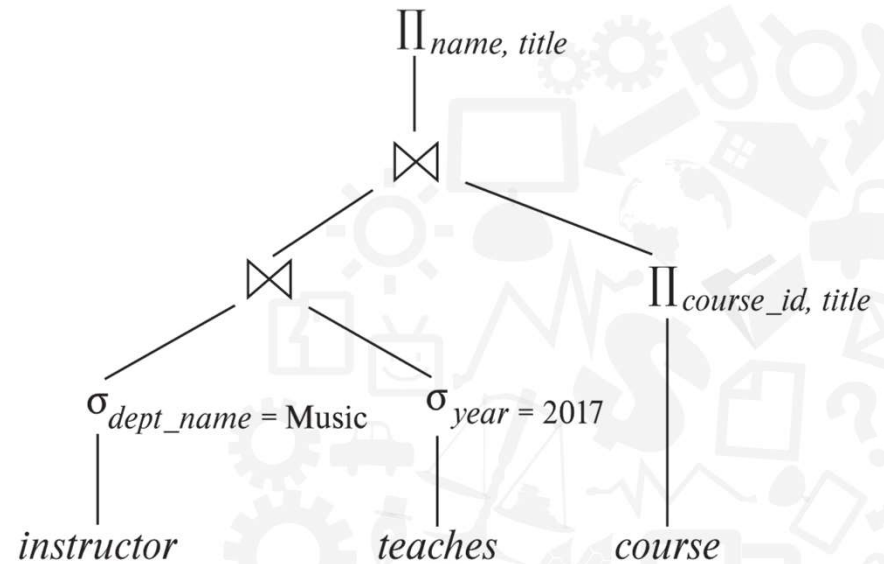 ∏ name, title
⋈
⋈
∏ course_id, title
σ dept_name = Music
σ year = 2017
instructor
teaches
course